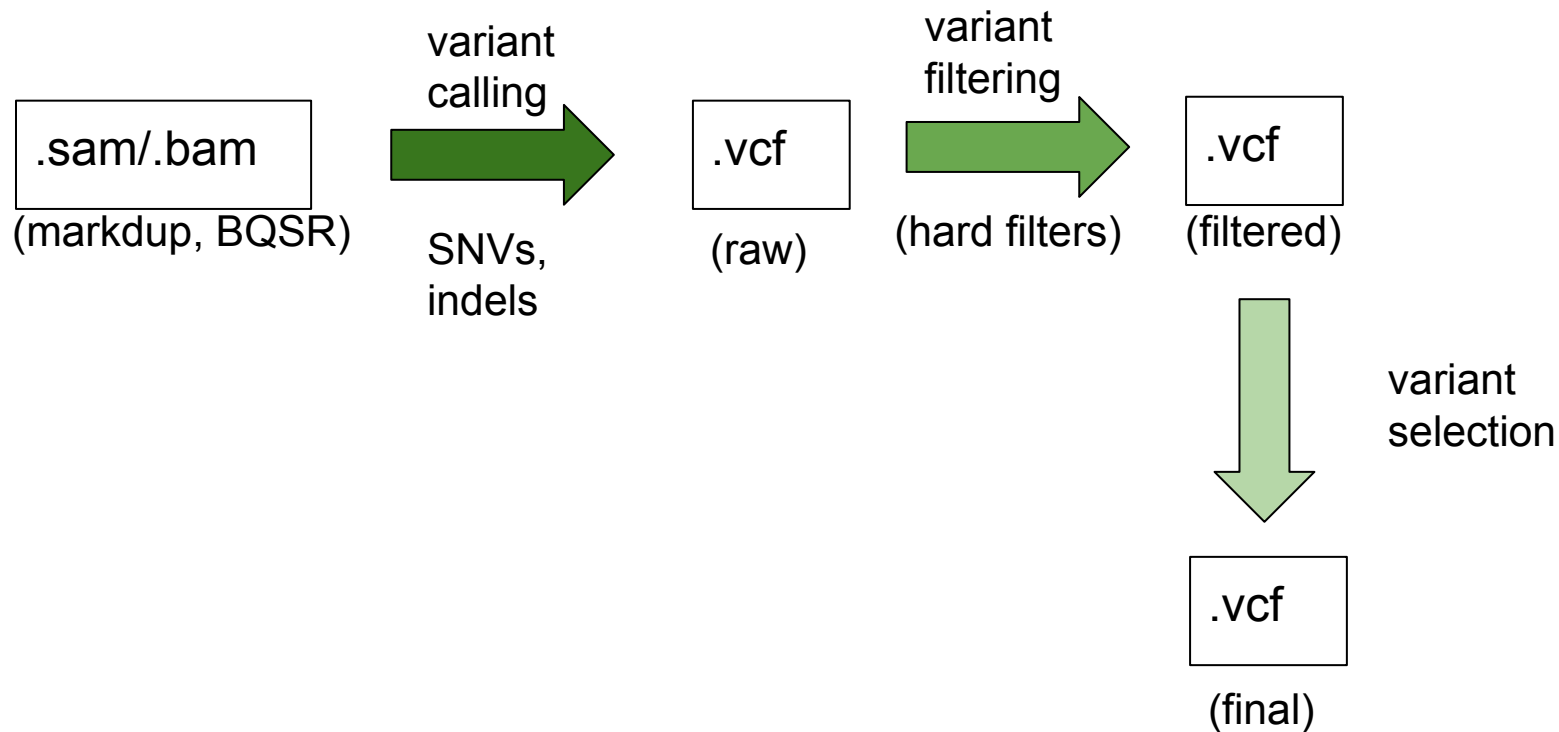 variant
calling
variant
filtering
.sam/.bam
.vcf
.vcf
(markdup, BQSR)
SNVs,
indels
(raw)
(hard filters)
(filtered)
variant
selection
.vcf
(final)